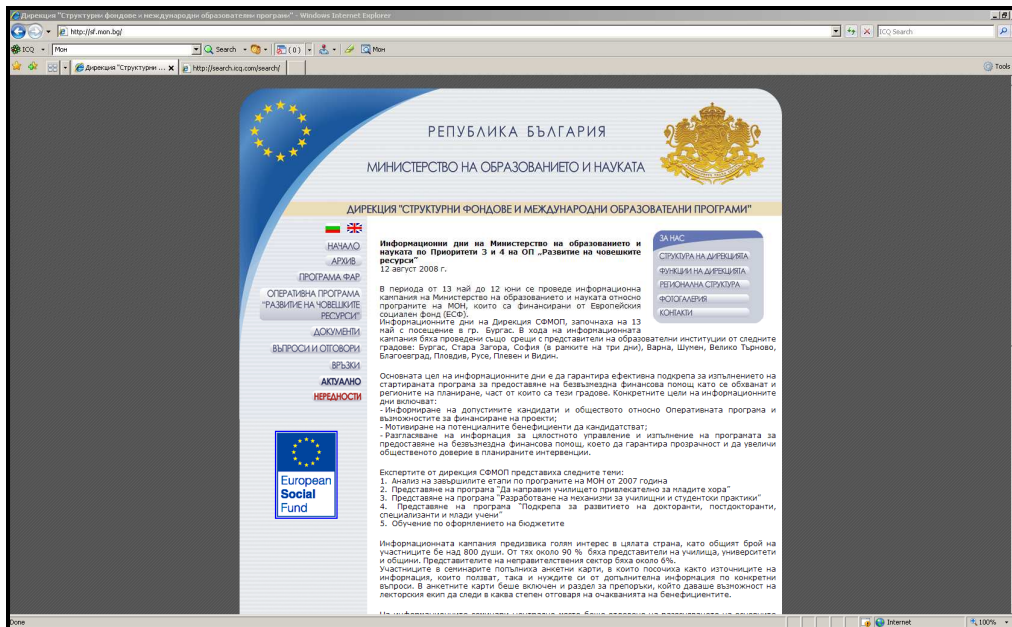 Дирекция "Структурни фондове и международни образователни програми" - Windows Internet Explorer
http://sf.mon.bg/
ICQ Search
ICQ
Мон
Search
(0)
Мон
Дирекция "Структурни ...
http://search.icq.com/search/
Tools
РЕПУБЛИКА БЪЛГАРИЯ
МИНИСТЕРСТВО НА ОБРАЗОВАНИЕТО И НАУКАТА
ДИРЕКЦИЯ "СТРУКТУРНИ ФОНДОВЕ И МЕЖДУНАРОДНИ ОБРАЗОВАТЕЛНИ ПРОГРАМИ"
НАЧАЛО
АРХИВ
ПРОГРАМА ФАР
ОПЕРАТИВНА ПРОГРАМА
"РАЗВИТИЕ НА ЧОВЕШКИТЕ
РЕСУРСИ"
ДОКУМЕНТИ
ВЪПРОСИ И ОТГОВОРИ
ВРЪЗКИ
АКТУАЛНО
НЕРЕДНОСТИ
European
Social
Fund
ЗА НАС
СТРУКТУРА НА ДИРЕКЦИЯТА
ФУНКЦИИ НА ДИРЕКЦИЯТА
РЕГИОНАЛНА СТРУКТУРА
ФОТОГАЛЕРИЯ
КОНТАКТИ
Информационни дни на Министерство на образованието и
науката по Приоритети 3 и 4 на ОП „Развитие на човешките
ресурси"
12 август 2008 г.
В периода от 13 май до 12 юни се проведе информационна
кампания на Министерство на образованието и науката относно
програмите на МОН, които са финансирани от Европейския
социален фонд (ЕСФ).
Информационните дни на Дирекция СФМОП, започнаха на 13
май с посещение в гр. Бургас. В хода на информационната
кампания бяха проведени също срещи с представители на образователни институции от следните
градове: Бургас, Стара Загора, София (в рамките на три дни), Варна, Шумен, Велико Търново,
Благоевград, Пловдив, Русе, Плевен и Видин.
Основната цел на информационните дни е да гарантира ефективна подкрепа за изпълнението на
стартираната програма за предоставяне на безвъзмездна финансова помощ като се обхванат и
регионите на планиране, част от които са тези градове. Конкретните цели на информационните
дни включват:
- Информиране на допустимите кандидати и обществото относно Оперативната програма и
възможностите за финансиране на проекти;
- Мотивиране на потенциалните бенефициенти да кандидатстват;
- Разгласяване на информация за цялостното управление и изпълнение на програмата за
предоставяне на безвъзмездна финансова помощ, което да гарантира прозрачност и да увеличи
общественото доверие в планираните интервенции.
Експертите от дирекция СФМОП представиха следните теми:
1. Анализ на завършилите етапи по програмите на МОН от 2007 година
2. Представяне на програма "Да направим училището привлекателно за младите хора"
3. Представяне на програма "Разработване на механизми за училищни и студентски практики"
4. Представяне на програма "Подкрепа за развитието на докторанти, постдокторанти,
специализанти и млади учени"
5. Обучение по оформлението на бюджетите
Информационната кампания предизвика голям интерес в цялата страна, като общият брой на
участниците бе над 800 души. От тях около 90 % бяха представители на училища, университети
и общини. Представителите на неправителствения сектор бяха около 6%.
Участниците в семинарите попълниха анкетни карти, в които посочиха както източниците на
информация, които ползват, така и нуждите си от допълнителна информация по конкретни
въпроси. В анкетните карти беше включен и раздел за препоръки, който даваше възможност на
лекторския екип да следи в каква степен отговаря на очакванията на бенефициентите.
Done
Internet
100%